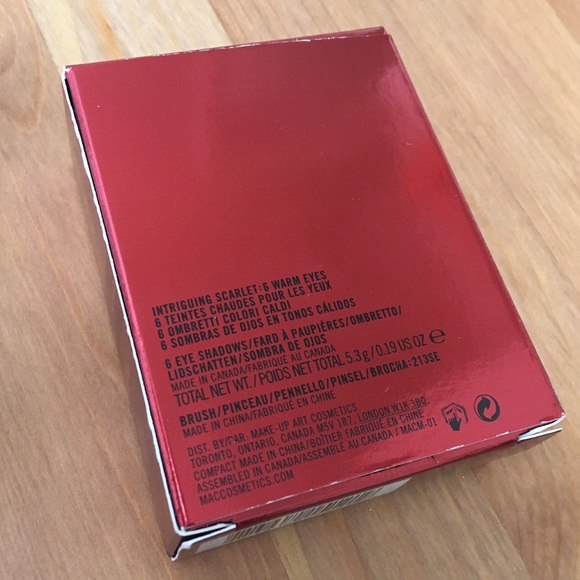 INTRIGUING SCARLET: 6 WARM EYES
6 TEINTES CHAUDES POUR LES YEUX
6 OMBRETTI COLORI CALDI
6 SOMBRAS DE OJOS EN TONOS CÁLIDOS
6 EYE SHADOWS/FARD À PAUPIÈRES/OMBRETTO/
LIDSCHATTEN/SOMBRA DE OJOS
MADE IN CANADA/FABRIQUÉ AU CANADA
TOTAL NET WT./POIDS NET TOTAL 5.3 g/0.19 US OZ ℮
BRUSH/PINCEAU/PENNELLO/PINSEL/BROCHA-213SE
MADE IN CHINA/FABRIQUÉ EN CHINE
DIST. BY/PAR: MAKE-UP ART COSMETICS
TORONTO, ONTARIO, CANADA M5V 1R7, LONDON W1K 3BQ
COMPACT MADE IN CHINA/BOÎTIER FABRIQUÉ EN CHINE
ASSEMBLED IN CANADA/ASSEMBLÉ AU CANADA / MACM-01
MACCOSMETICS.COM